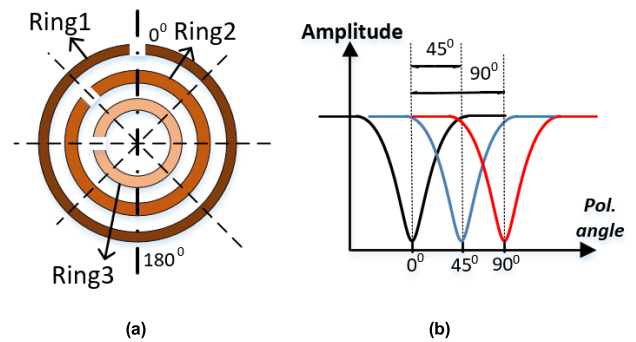 Ring1
0⁰
Ring2
Ring3
180⁰
(a)
Amplitude
45⁰
90⁰
Pol.
angle
0⁰ 45⁰ 90⁰
(b)